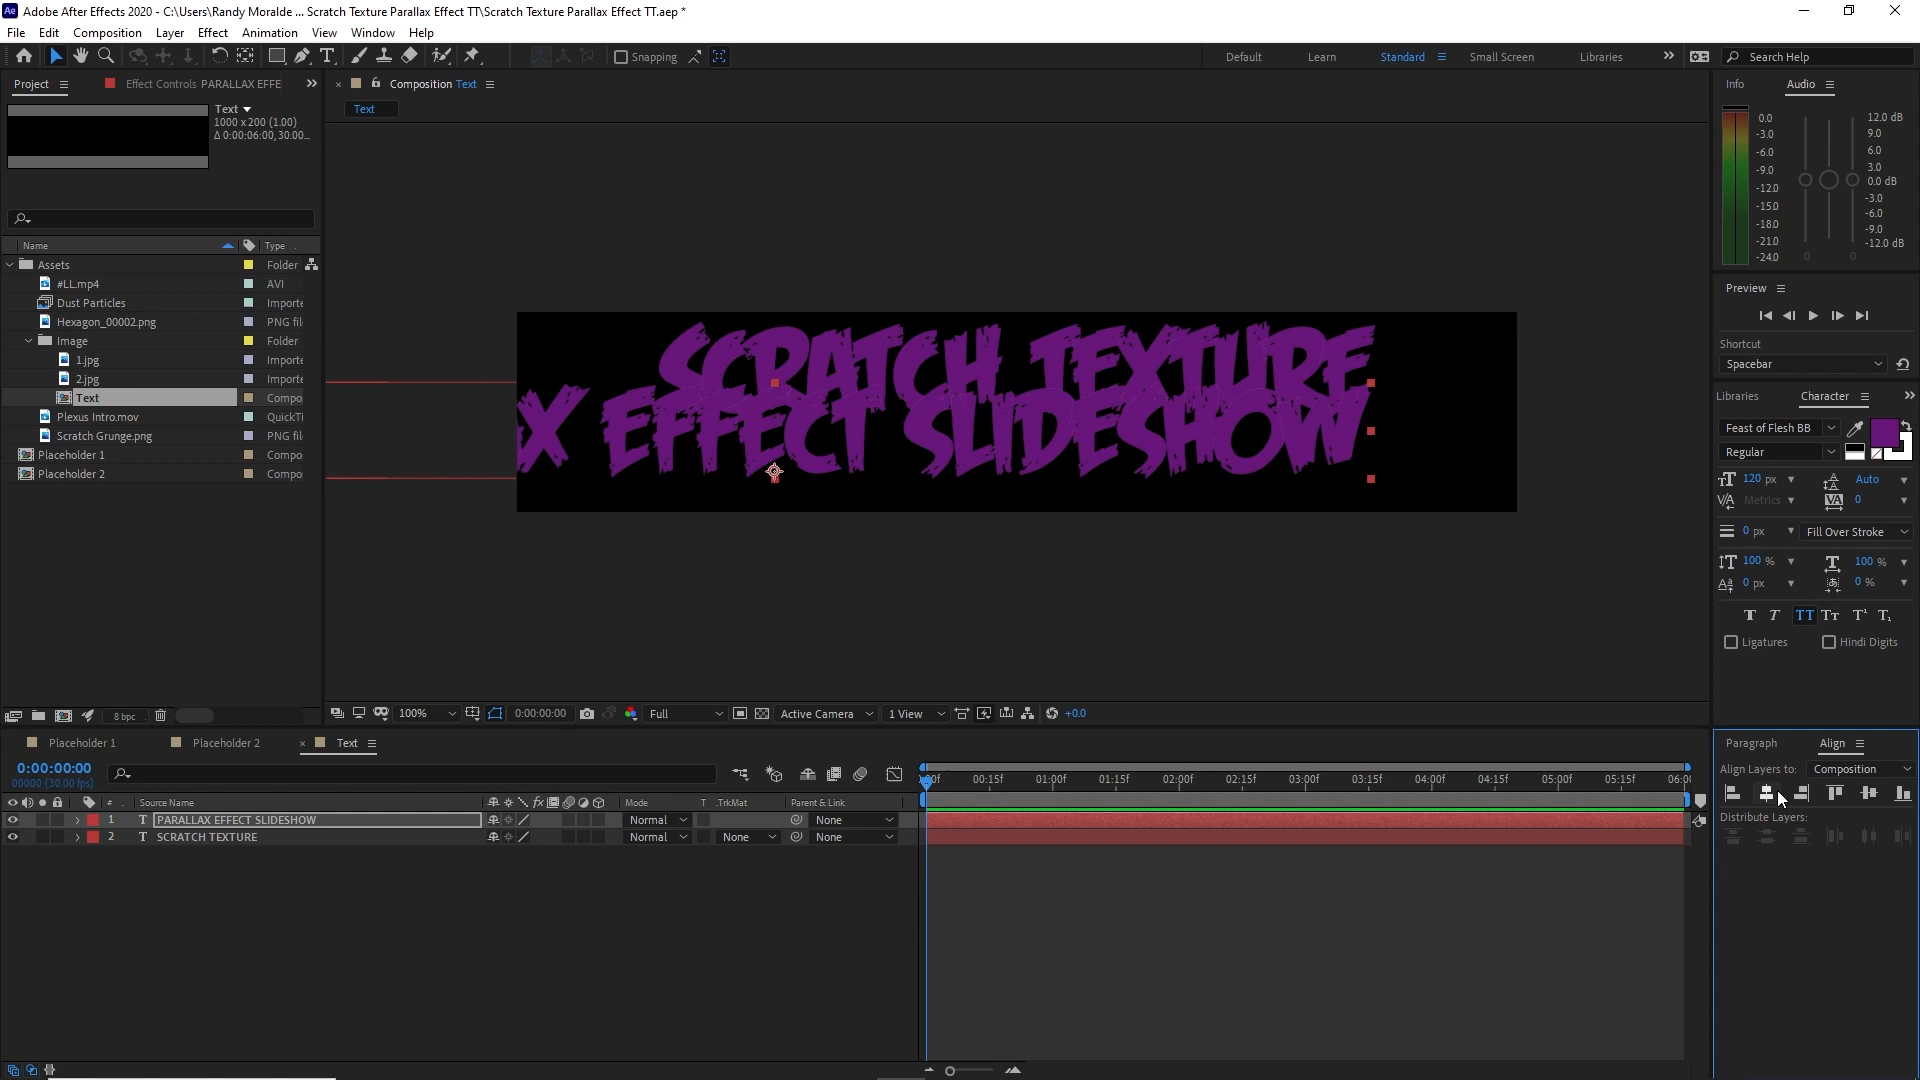 Adobe After Effects 2020 - C:\Users\Randy Moralde ... Scratch Texture Parallax Effect TT\Scratch Texture Parallax Effect TT.aep *
File Edit Composition Layer Effect Animation View Window Help
Snapping
Default Learn Standard Small Screen Libraries
Search Help
Project
Effect Controls PARALLAX EFFE
Composition Text
Text
Text
1000 x 200 (1.00)
Δ 0:00:06:00, 30.00...
Name Type
Assets Folder
#LL.mp4 AVI
Dust Particles Importe
Hexagon_00002.png PNG fil
Image Folder
1.jpg Importe
2.jpg Importe
Text Compo
Plexus Intro.mov QuickTi
Scratch Grunge.png PNG fil
Placeholder 1 Compo
Placeholder 2 Compo
8 bpc
SCRATCH TEXTURE
X EFFECT SLIDESHOW
100% 0:00:00:00 Full Active Camera 1 View +0.0
Info Audio
0.0
-3.0
-6.0
-9.0
-12.0
-15.0
-18.0
-21.0
-24.0
12.0 dB
9.0
6.0
3.0
0.0 dB
-3.0
-6.0
-9.0
-12.0 dB
0 0
Preview
Shortcut
Spacebar
Libraries Character
Feast of Flesh BB
Regular
120 px Auto
Metrics 0
0 px Fill Over Stroke
100 % 100 %
0 px 0 %
Ligatures Hindi Digits
Placeholder 1 Placeholder 2 Text
0:00:00:00
00000 (30.00 fps)
00:15f 01:00f 01:15f 02:00f 02:15f 03:00f 03:15f 04:00f 04:15f 05:00f 05:15f 06:00
# Source Name Mode T .TrkMat Parent & Link
1 T PARALLAX EFFECT SLIDESHOW Normal None
2 T SCRATCH TEXTURE Normal None None
Paragraph Align
Align Layers to: Composition
Distribute Layers: